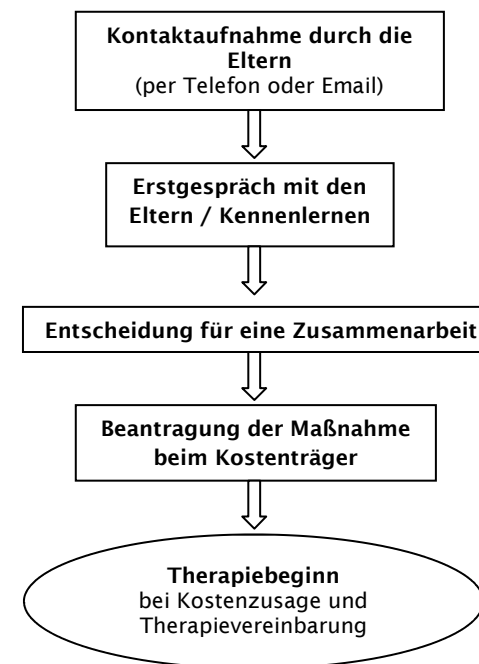 Kontaktaufnahme durch die
Eltern
(per Telefon oder Email)
Erstgespräch mit den
Eltern / Kennenlernen
Entscheidung für eine Zusammenarbeit
Beantragung der Maßnahme
beim Kostenträger
Therapiebeginn
bei Kostenzusage und
Therapievereinbarung